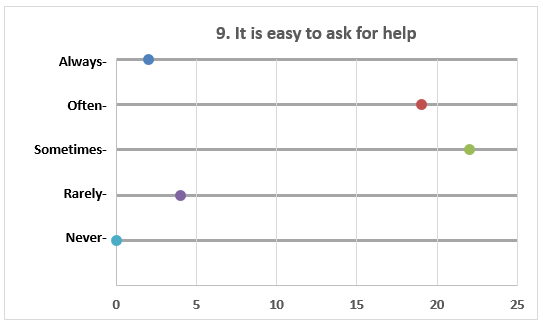 9. It is easy to ask for help
Always-
Often-
Sometimes-
Rarely-
Never-
0 5 10 15 20 25